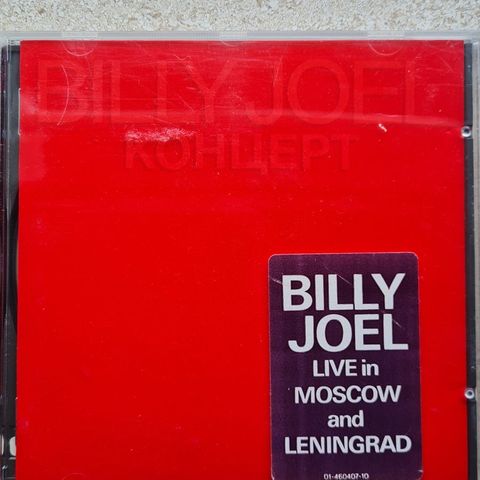 BILLY JOEL
КОНЦЕРТ
BILLY
JOEL
LIVE in
MOSCOW
and
LENINGRAD
01-460407-10